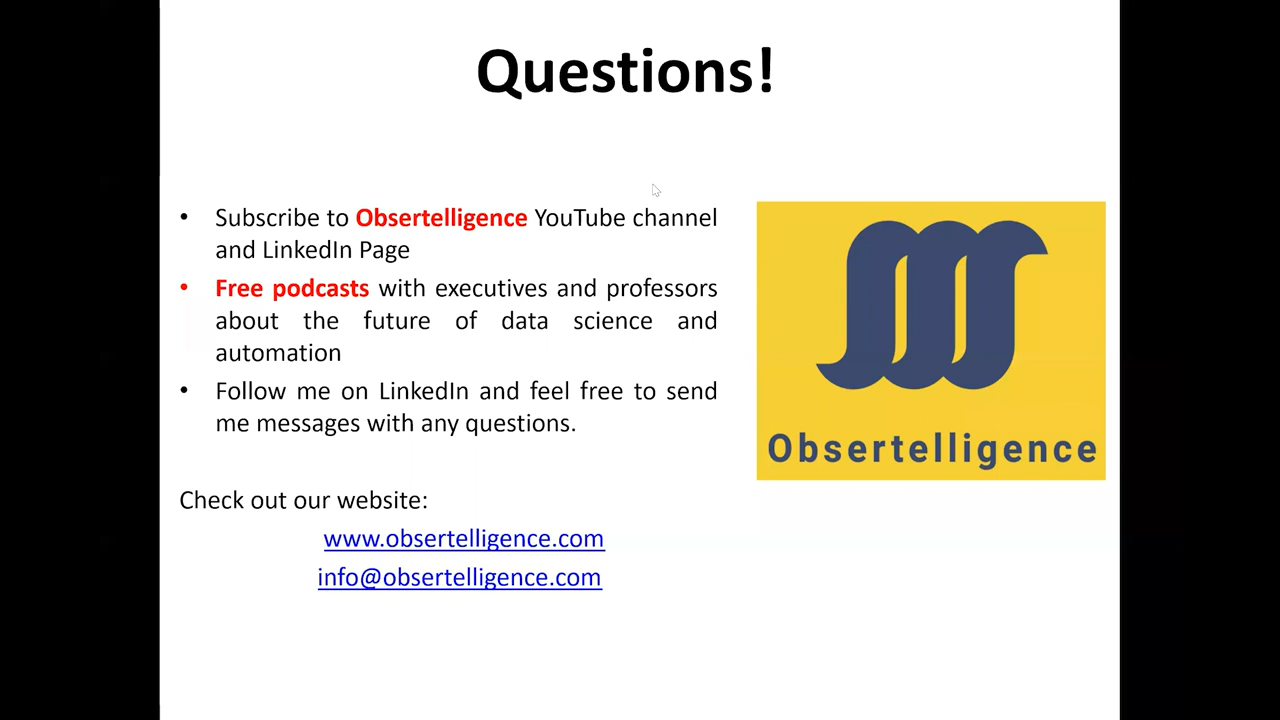 Questions!
• Subscribe to Obsertelligence YouTube channel
and LinkedIn Page
• Free podcasts with executives and professors
about the future of data science and
automation
• Follow me on LinkedIn and feel free to send
me messages with any questions.
Obsertelligence
Check out our website:
www.obsertelligence.com
info@obsertelligence.com